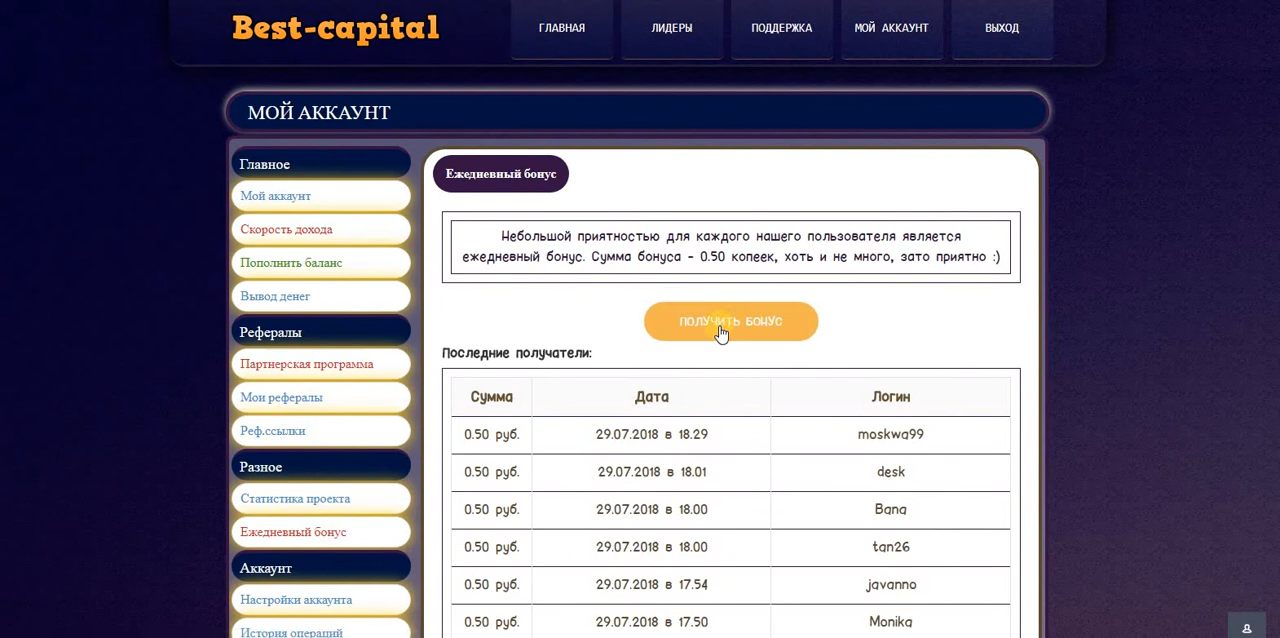 Best-capital
ГЛАВНАЯ
ЛИДЕРЫ
ПОДДЕРЖКА
МОЙ АККАУНТ
ВЫХОД
МОЙ АККАУНТ
Главное
Мой аккаунт
Скорость дохода
Пополнить баланс
Вывод денег
Рефералы
Партнерская программа
Мои рефералы
Реф.ссылки
Разное
Статистика проекта
Ежедневный бонус
Аккаунт
Настройки аккаунта
История операций
Ежедневный бонус
Небольшой приятностью для каждого нашего пользователя является
ежедневный бонус. Сумма бонуса - 0.50 копеек, хоть и не много, зато приятно :)
ПОЛУЧИТЬ БОНУС
Последние получатели:
Сумма Дата Логин
0.50 руб. 29.07.2018 в 18.29 moskwa99
0.50 руб. 29.07.2018 в 18.01 desk
0.50 руб. 29.07.2018 в 18.00 Bana
0.50 руб. 29.07.2018 в 18.00 tan26
0.50 руб. 29.07.2018 в 17.54 javanno
0.50 руб. 29.07.2018 в 17.50 Monika